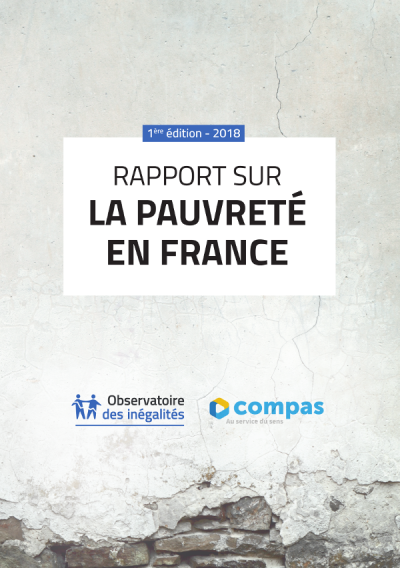 1ère édition - 2018
RAPPORT SUR
LA PAUVRETÉ
EN FRANCE
Observatoire
des inégalités
compas
Au service du sens